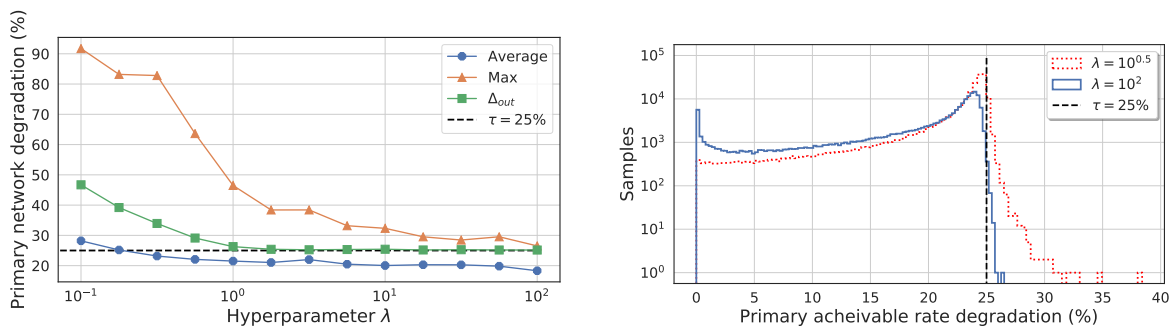 Primary network degradation (%)
90
80
70
60
50
40
30
20
10⁻¹
10⁰
10¹
10²
Hyperparameter λ
Average
Max
Δ_out
τ = 25%
Samples
10⁵
10⁴
10³
10²
10¹
10⁰
0
5
10
15
20
25
30
35
40
Primary acheivable rate degradation (%)
λ = 10^0.5
λ = 10²
τ = 25%